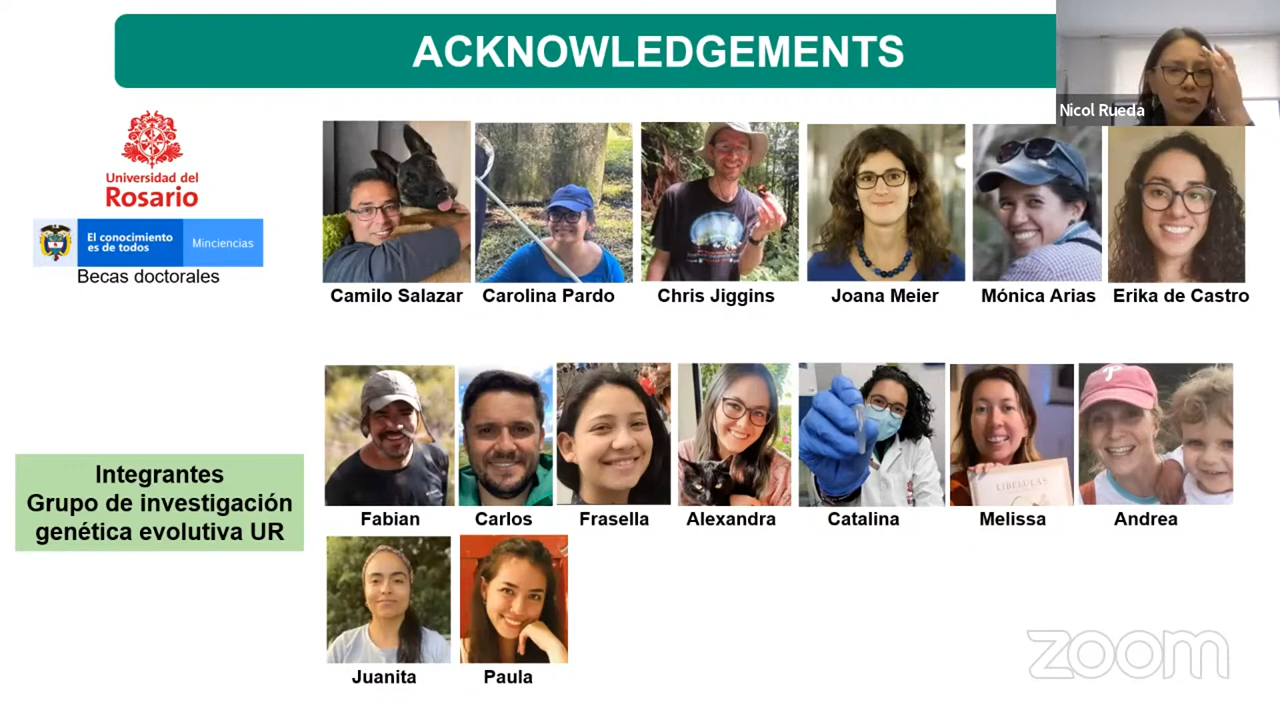 ACKNOWLEDGEMENTS
Nicol Rueda
Universidad del
Rosario
El conocimiento
es de todos
Minciencias
Becas doctorales
Camilo Salazar
Carolina Pardo
Chris Jiggins
Joana Meier
Mónica Arias
Erika de Castro
Integrantes
Grupo de investigación
genética evolutiva UR
Fabian
Carlos
Frasella
Alexandra
Catalina
Melissa
Andrea
LIBÉLULAS
P
Juanita
Paula
zoom